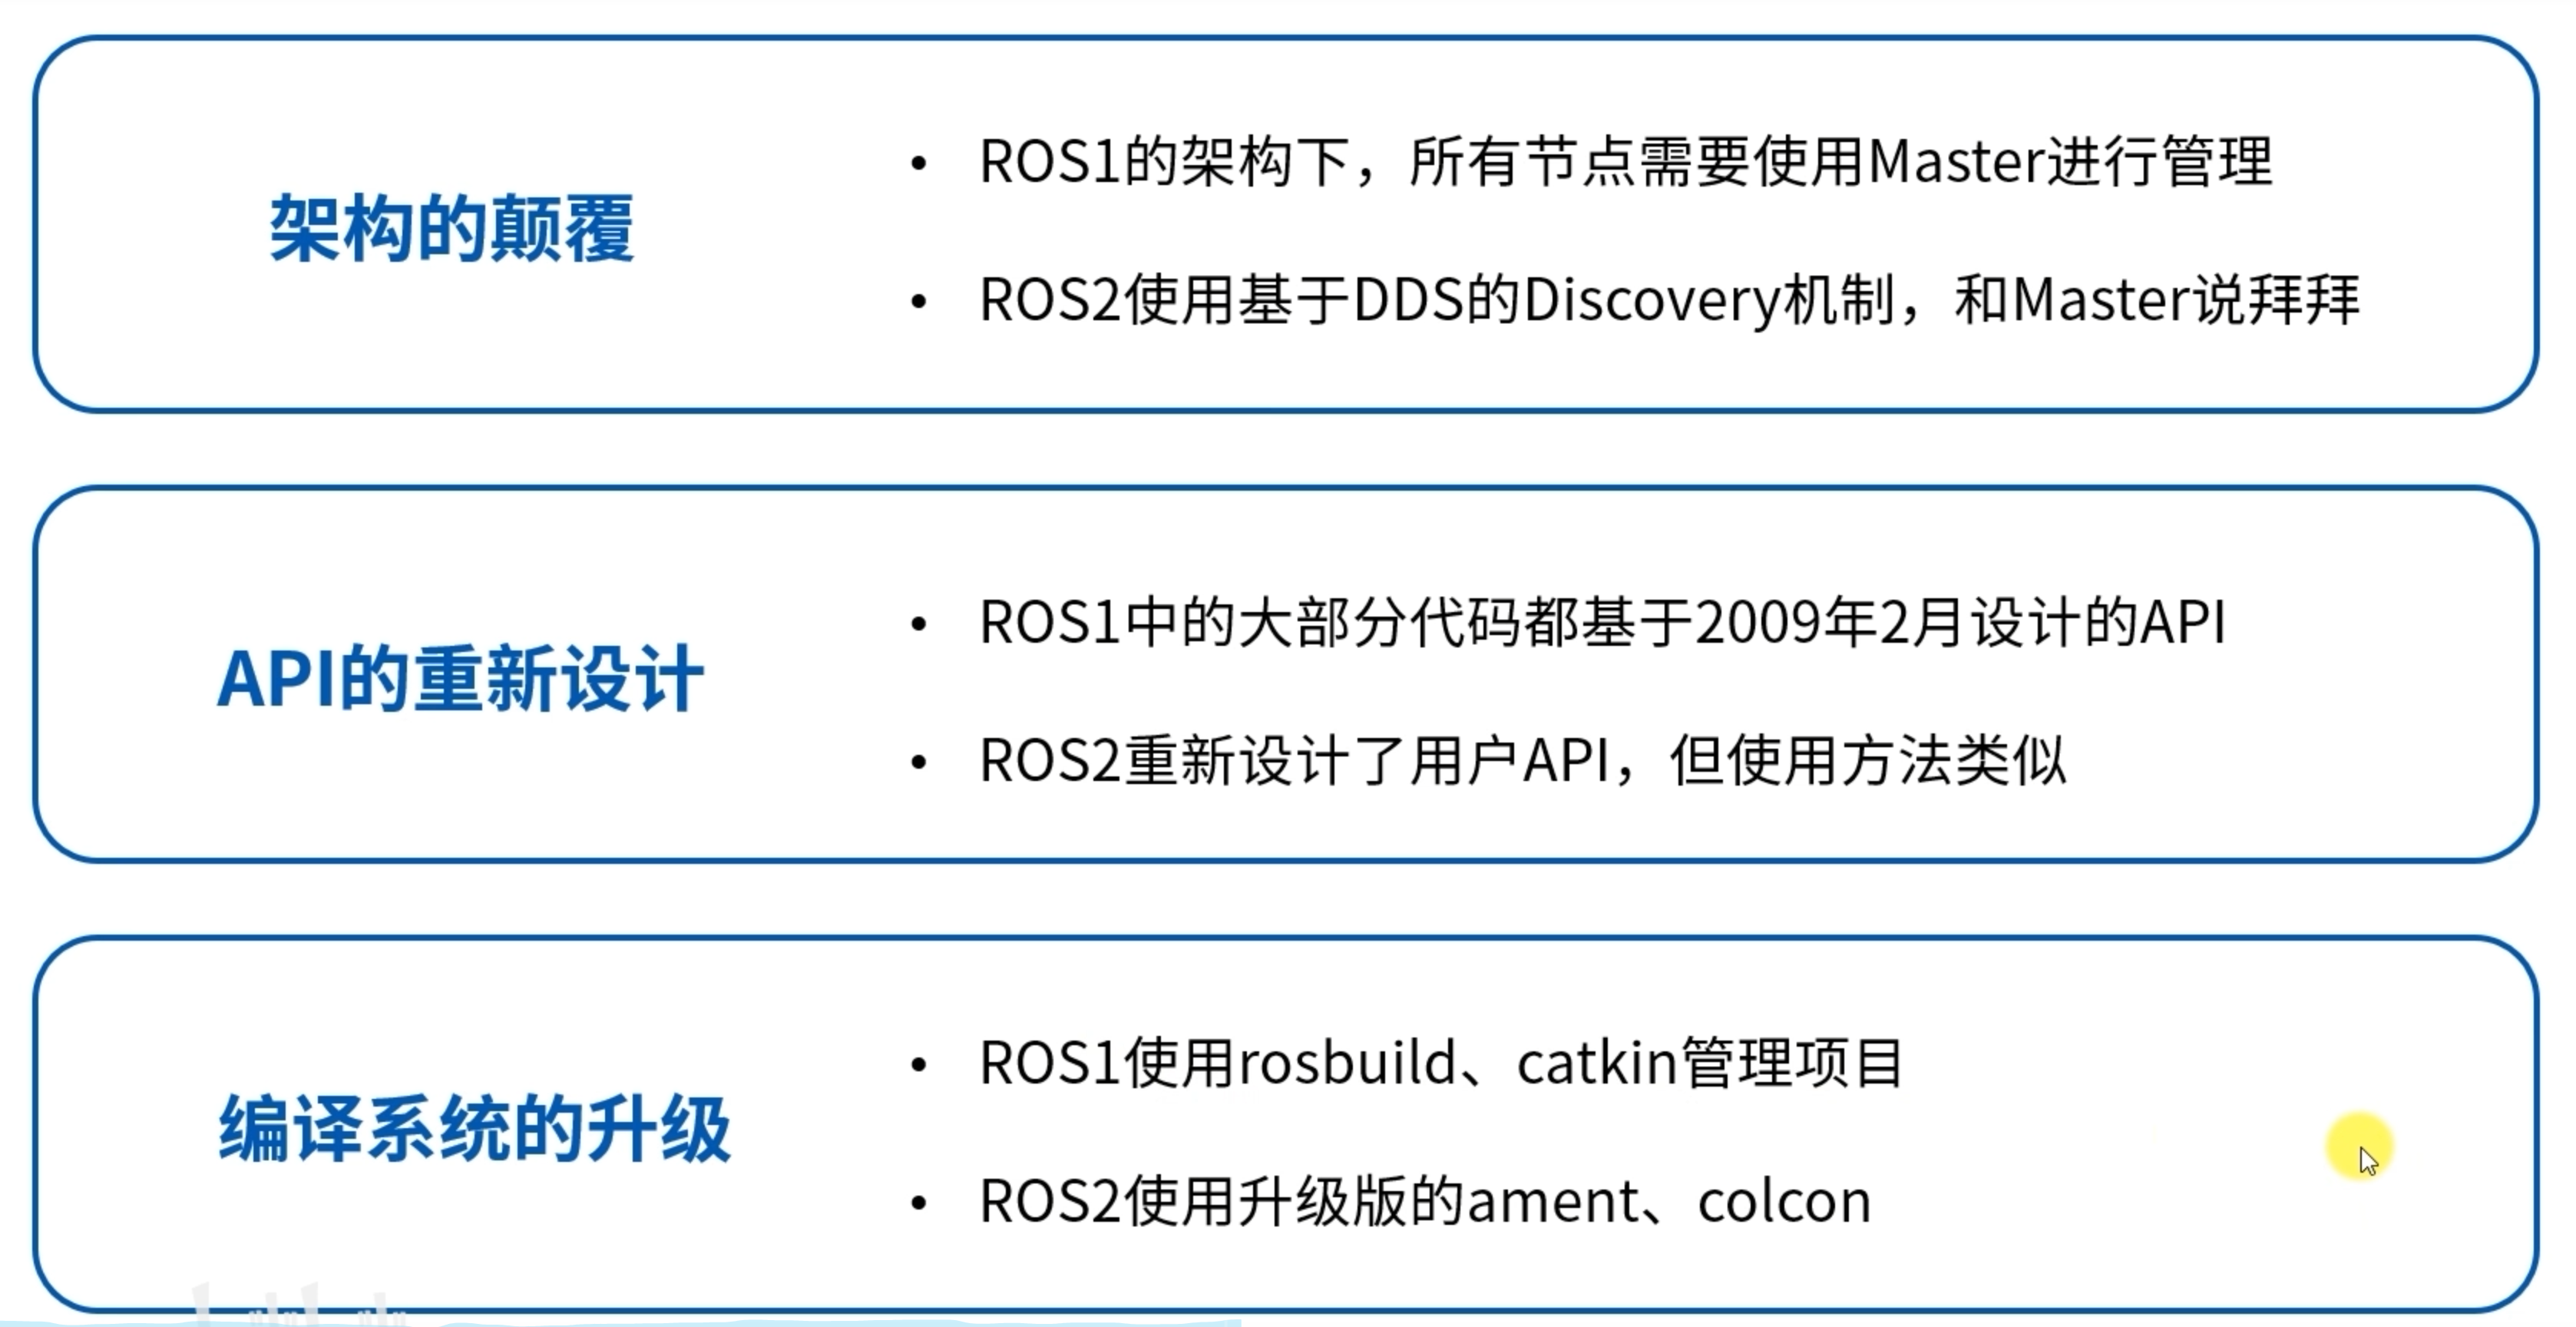 架构的颠覆
• ROS1的架构下，所有节点需要使用Master进行管理
• ROS2使用基于DDS的Discovery机制，和Master说拜拜
API的重新设计
• ROS1中的大部分代码都基于2009年2月设计的API
• ROS2重新设计了用户API，但使用方法类似
编译系统的升级
• ROS1使用rosbuild、catkin管理项目
• ROS2使用升级版的ament、colcon